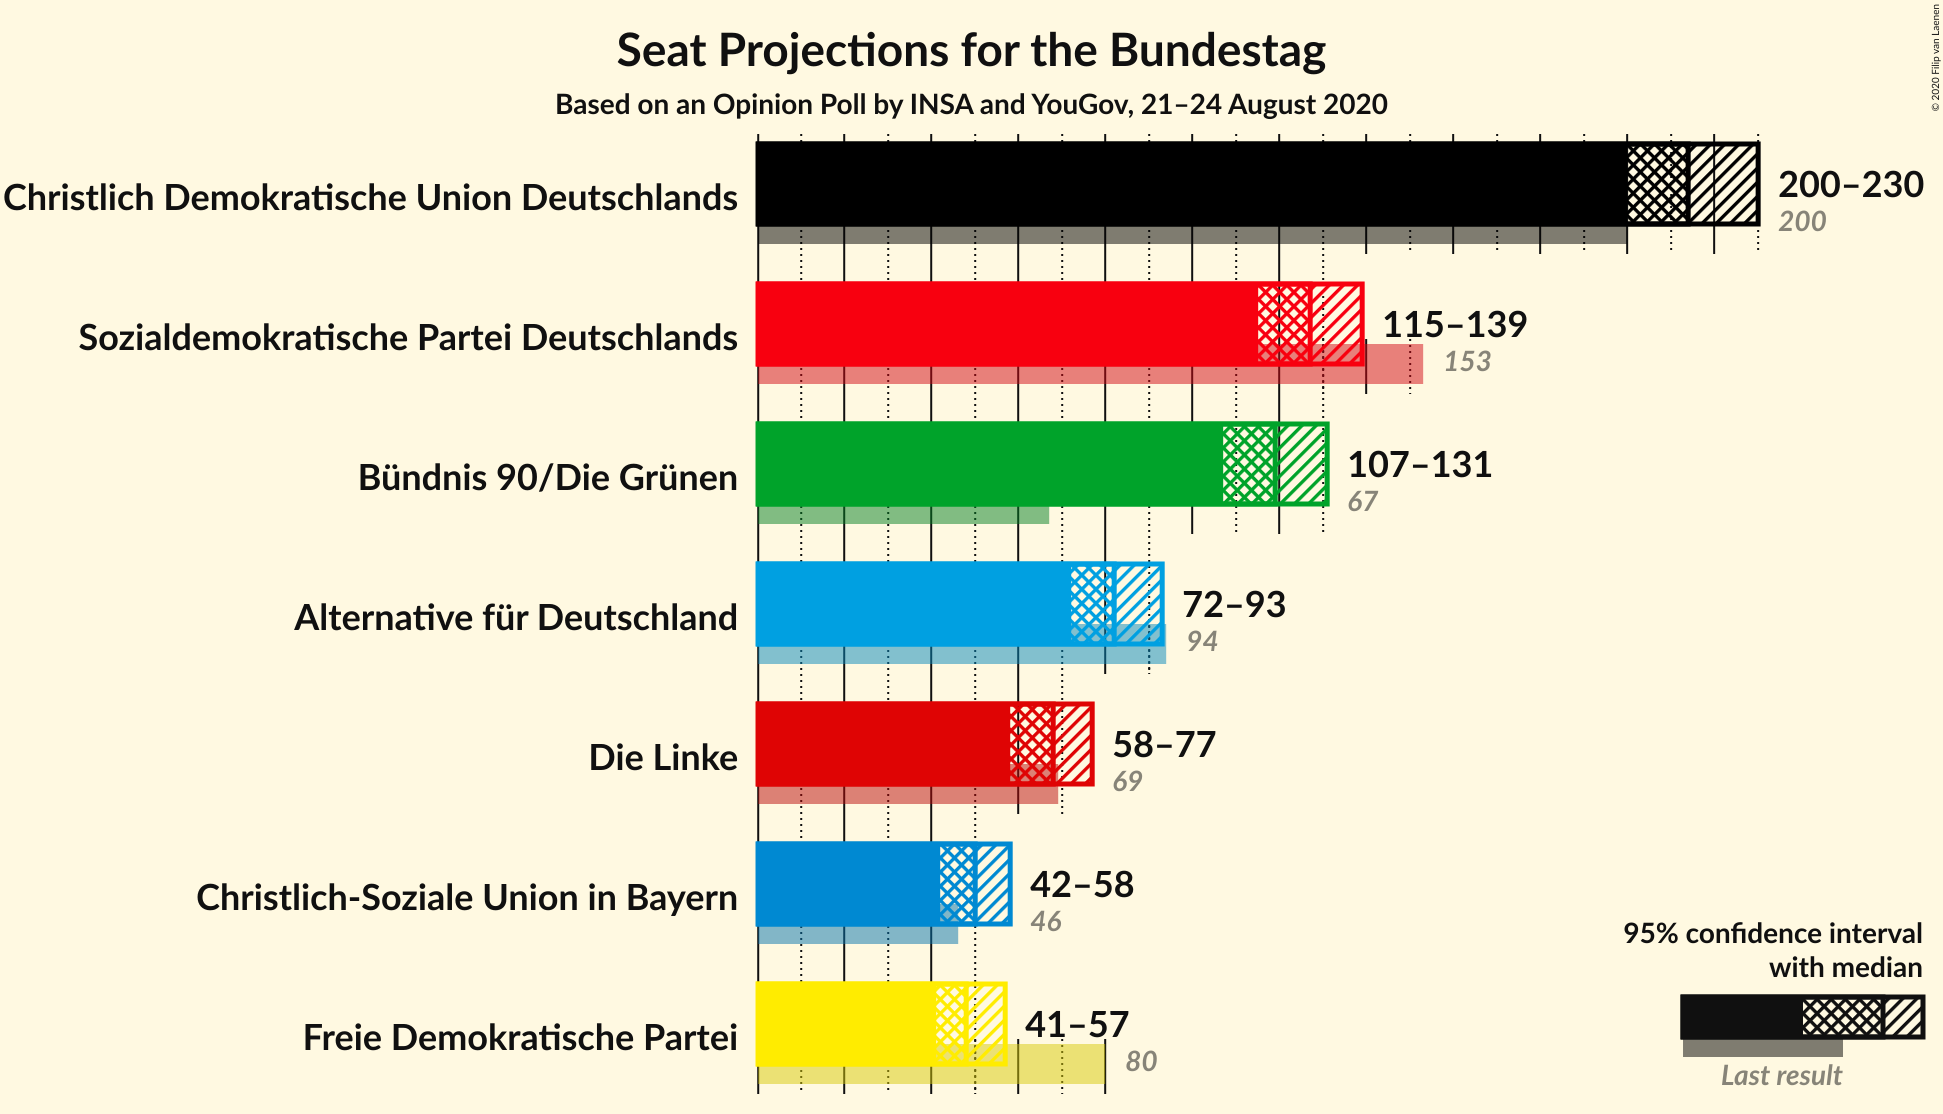 Seat Projections for the Bundestag
Based on an Opinion Poll by INSA and YouGov, 21–24 August 2020
© 2020 Filip van Laenen
Christlich Demokratische Union Deutschlands
200–230
200
Sozialdemokratische Partei Deutschlands
115–139
153
Bündnis 90/Die Grünen
107–131
67
Alternative für Deutschland
72–93
94
Die Linke
58–77
69
Christlich-Soziale Union in Bayern
42–58
46
Freie Demokratische Partei
41–57
80
95% confidence interval
with median
Last result